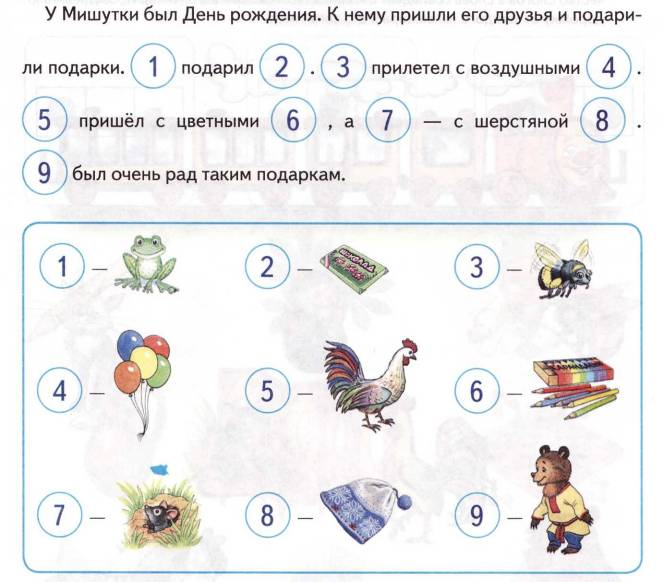 У Мишутки был День рождения. К нему пришли его друзья и подари-
ли подарки. 1 подарил 2 . 3 прилетел с воздушными 4 .
5 пришёл с цветными 6 , а 7 — с шерстяной 8 .
9 был очень рад таким подаркам.
1 — 2 — ШОКОЛАД 3 —
4 — 5 — 6 —
7 — 8 — 9 —